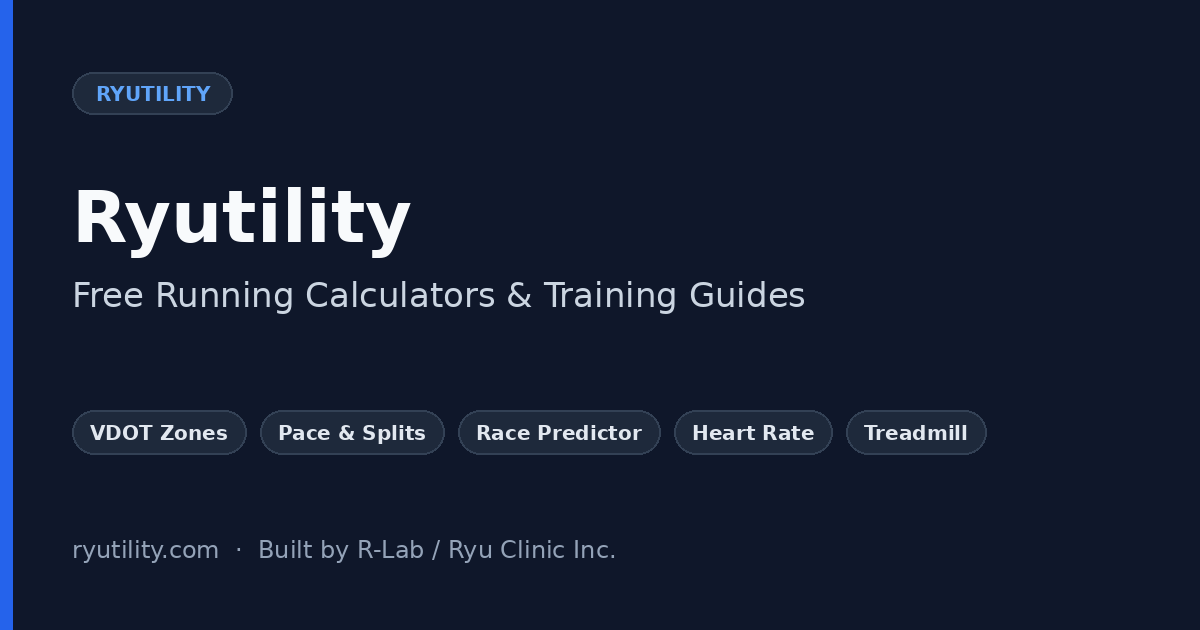 RYUTILITY
Ryutility
Free Running Calculators & Training Guides
VDOT Zones Pace & Splits Race Predictor Heart Rate Treadmill
ryutility.com · Built by R-Lab / Ryu Clinic Inc.